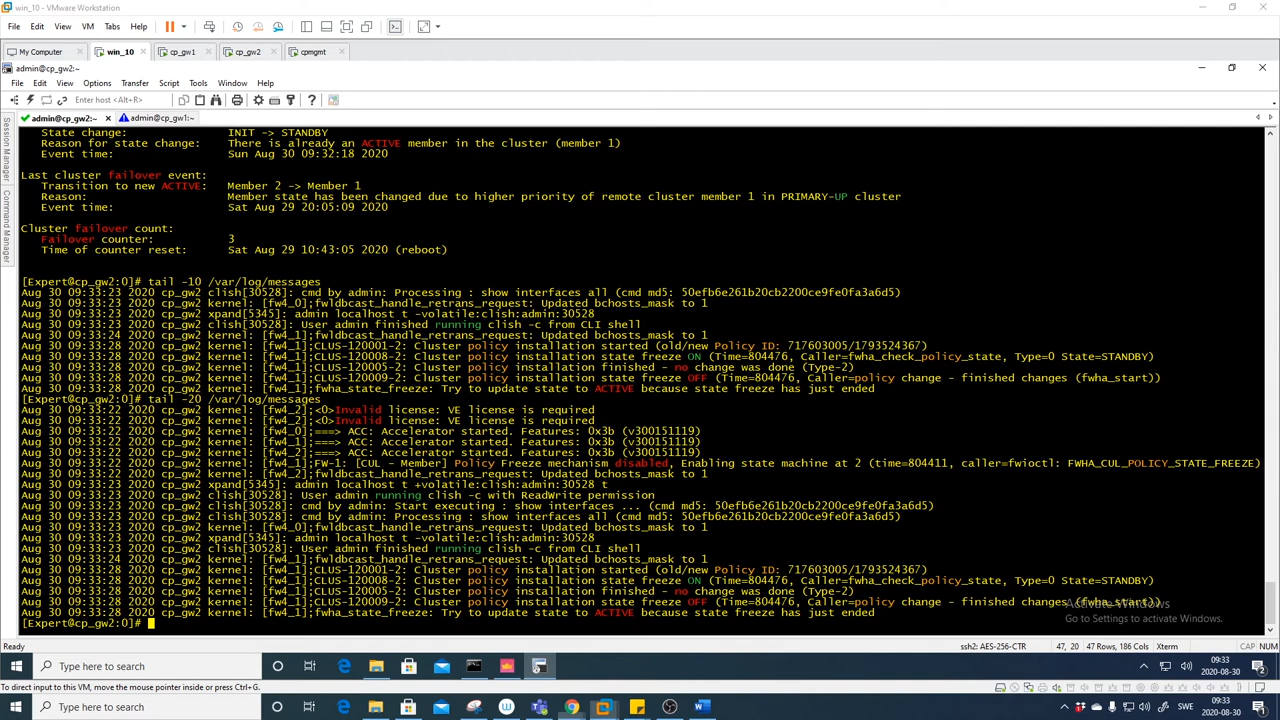 win_10 - VMware Workstation
File Edit View VM Tabs Help
My Computer win_10 cp_gw1 cp_gw2 cpmgmt
admin@cp_gw2:~
File Edit View Options Transfer Script Tools Window Help
Enter host <Alt+R>
admin@cp_gw2:~ admin@cp_gw1:~
Session Manager
Command Manager
State change: INIT -> STANDBY
Reason for state change: There is already an ACTIVE member in the cluster (member 1)
Event time: Sun Aug 30 09:32:18 2020
Last cluster failover event:
Transition to new ACTIVE: Member 2 -> Member 1
Reason: Member state has been changed due to higher priority of remote cluster member 1 in PRIMARY-UP cluster
Event time: Sat Aug 29 20:05:09 2020
Cluster failover count:
Failover counter: 3
Time of counter reset: Sat Aug 29 10:43:05 2020 (reboot)
[Expert@cp_gw2:0]# tail -10 /var/log/messages
Aug 30 09:33:23 2020 cp_gw2 clish[30528]: cmd by admin: Processing : show interfaces all (cmd md5: 50efb6e261b20cb2200ce9fe0fa3a6d5)
Aug 30 09:33:23 2020 cp_gw2 kernel: [fw4_0];fwldbcast_handle_retrans_request: Updated bchosts_mask to 1
Aug 30 09:33:23 2020 cp_gw2 xpand[5345]: admin localhost t -volatile:clish:admin:30528
Aug 30 09:33:23 2020 cp_gw2 clish[30528]: User admin finished running clish -c from CLI shell
Aug 30 09:33:24 2020 cp_gw2 kernel: [fw4_1];fwldbcast_handle_retrans_request: Updated bchosts_mask to 1
Aug 30 09:33:28 2020 cp_gw2 kernel: [fw4_1];CLUS-120001-2: Cluster policy installation started (old/new Policy ID: 717603005/1793524367)
Aug 30 09:33:28 2020 cp_gw2 kernel: [fw4_1];CLUS-120008-2: Cluster policy installation state freeze ON (Time=804476, Caller=fwha_check_policy_state, Type=0 State=STANDBY)
Aug 30 09:33:28 2020 cp_gw2 kernel: [fw4_1];CLUS-120005-2: Cluster policy installation finished - no change was done (Type-2)
Aug 30 09:33:28 2020 cp_gw2 kernel: [fw4_1];CLUS-120009-2: Cluster policy installation state freeze OFF (Time=804476, Caller=policy change - finished changes (fwha_start))
Aug 30 09:33:28 2020 cp_gw2 kernel: [fw4_1];fwha_state_freeze: Try to update state to ACTIVE because state freeze has just ended
[Expert@cp_gw2:0]# tail -20 /var/log/messages
Aug 30 09:33:22 2020 cp_gw2 kernel: [fw4_2];<0>Invalid license: VE license is required
Aug 30 09:33:22 2020 cp_gw2 kernel: [fw4_2];<0>Invalid license: VE license is required
Aug 30 09:33:22 2020 cp_gw2 kernel: [fw4_0];===> ACC: Accelerator started. Features: 0x3b (v300151119)
Aug 30 09:33:22 2020 cp_gw2 kernel: [fw4_1];===> ACC: Accelerator started. Features: 0x3b (v300151119)
Aug 30 09:33:22 2020 cp_gw2 kernel: [fw4_2];===> ACC: Accelerator started. Features: 0x3b (v300151119)
Aug 30 09:33:22 2020 cp_gw2 kernel: [fw4_1];FW-1: [CUL - Member] Policy Freeze mechanism disabled, Enabling state machine at 2 (time=804411, caller=fwioctl: FWHA_CUL_POLICY_STATE_FREEZE)
Aug 30 09:33:22 2020 cp_gw2 kernel: [fw4_2];fwldbcast_handle_retrans_request: Updated bchosts_mask to 1
Aug 30 09:33:22 2020 cp_gw2 xpand[5345]: admin localhost t +volatile:clish:admin:30528 t
Aug 30 09:33:22 2020 cp_gw2 clish[30528]: User admin running clish -c with ReadWrite permission
Aug 30 09:33:23 2020 cp_gw2 clish[30528]: cmd by admin: Start executing : show interfaces ... (cmd md5: 50efb6e261b20cb2200ce9fe0fa3a6d5)
Aug 30 09:33:23 2020 cp_gw2 clish[30528]: cmd by admin: Processing : show interfaces all (cmd md5: 50efb6e261b20cb2200ce9fe0fa3a6d5)
Aug 30 09:33:23 2020 cp_gw2 kernel: [fw4_0];fwldbcast_handle_retrans_request: Updated bchosts_mask to 1
Aug 30 09:33:23 2020 cp_gw2 xpand[5345]: admin localhost t -volatile:clish:admin:30528
Aug 30 09:33:23 2020 cp_gw2 clish[30528]: User admin finished running clish -c from CLI shell
Aug 30 09:33:24 2020 cp_gw2 kernel: [fw4_1];fwldbcast_handle_retrans_request: Updated bchosts_mask to 1
Aug 30 09:33:28 2020 cp_gw2 kernel: [fw4_1];CLUS-120001-2: Cluster policy installation started (old/new Policy ID: 717603005/1793524367)
Aug 30 09:33:28 2020 cp_gw2 kernel: [fw4_1];CLUS-120008-2: Cluster policy installation state freeze ON (Time=804476, Caller=fwha_check_policy_state, Type=0 State=STANDBY)
Aug 30 09:33:28 2020 cp_gw2 kernel: [fw4_1];CLUS-120005-2: Cluster policy installation finished - no change was done (Type-2)
Aug 30 09:33:28 2020 cp_gw2 kernel: [fw4_1];CLUS-120009-2: Cluster policy installation state freeze OFF (Time=804476, Caller=policy change - finished changes (fwha_start))
Aug 30 09:33:28 2020 cp_gw2 kernel: [fw4_1];fwha_state_freeze: Try to update state to ACTIVE because state freeze has just ended
[Expert@cp_gw2:0]#
Activate Windows
Go to Settings to activate Windows.
Ready ssh2: AES-256-CTR 47, 20 47 Rows, 186 Cols Xterm CAP NUM
Type here to search
09:33
2020-08-30
To direct input to this VM, move the mouse pointer inside or press Ctrl+G.
Type here to search
SWE
09:33
2020-08-30